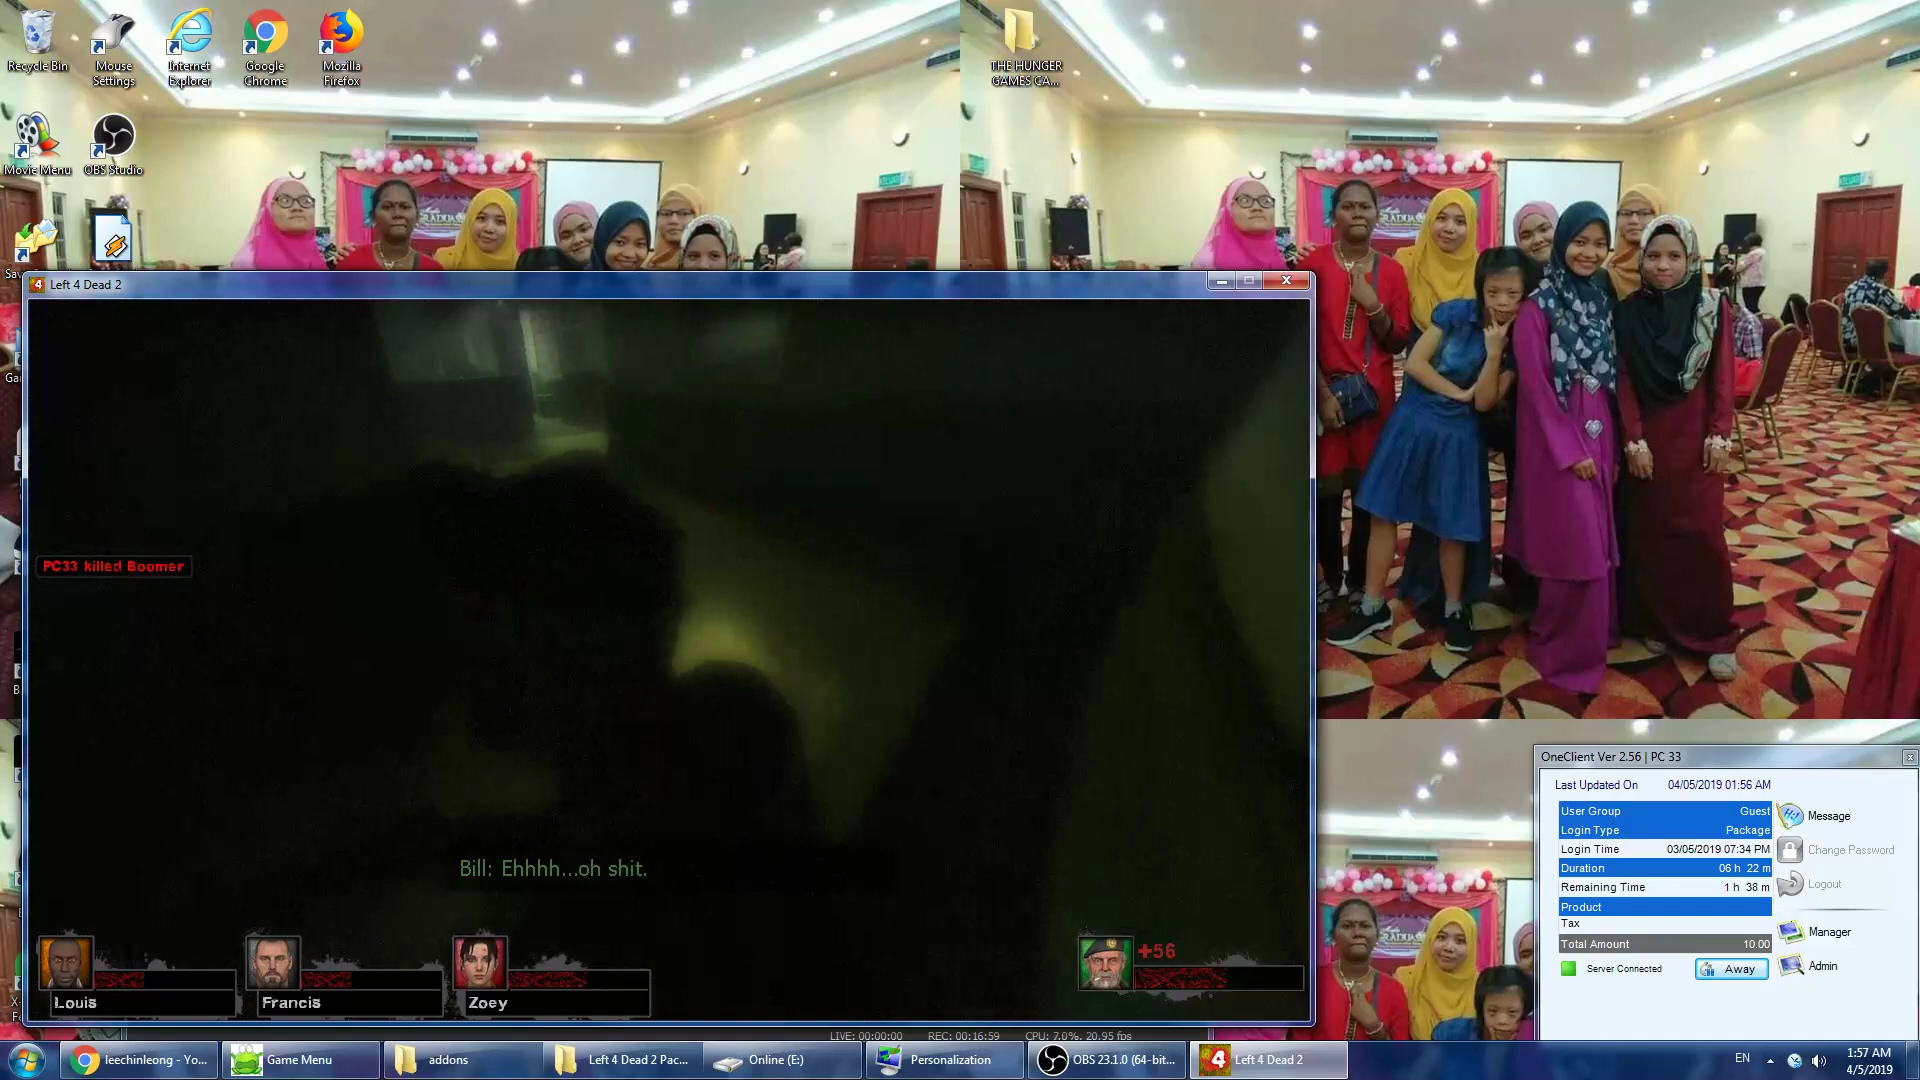 Recycle Bin
Mouse Settings
Internet Explorer
Google Chrome
Mozilla Firefox
THE HUNGER GAMES CA...
Movie Menu
OBS Studio
KELUAR
KELUAR
Left 4 Dead 2
PC33 killed Boomer
Bill: Ehhhh...oh shit.
+56
Louis
Francis
Zoey
OneClient Ver 2.56 | PC 33
Last Updated On 04/05/2019 01:56 AM
User Group Guest
Login Type Package
Login Time 03/05/2019 07:34 PM
Duration 06 h 22 m
Remaining Time 1 h 38 m
Product
Tax
Total Amount 10.00
Server Connected
Away
Message
Change Password
Logout
Manager
Admin
LIVE: 00:00:00 REC: 00:16:59 CPU: 7.0%, 20.95 fps
leechinleong - Yo...
Game Menu
addons
Left 4 Dead 2 Pac...
Online (E:)
Personalization
OBS 23.1.0 (64-bit...
Left 4 Dead 2
EN
1:57 AM
4/5/2019